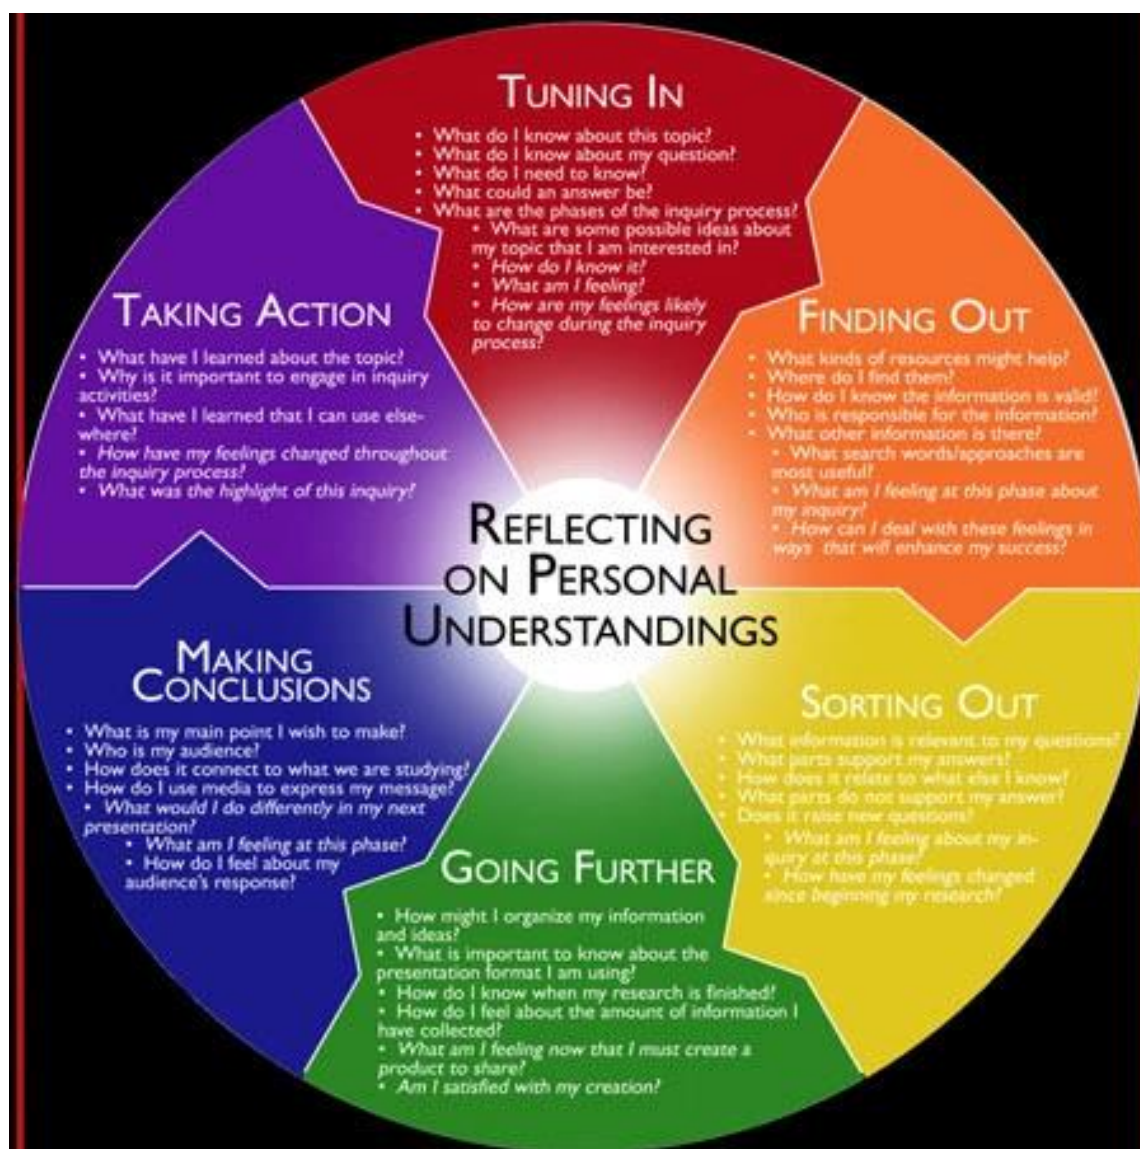 TUNING IN
• What do I know about this topic?
• What do I know about my question?
• What do I need to know?
• What could an answer be?
• What are the phases of the inquiry process?
• What are some possible ideas about
my topic that I am interested in?
• How do I know it?
• What am I feeling?
• How are my feelings likely
to change during the inquiry
process?
FINDING OUT
• What kinds of resources might help?
• Where do I find them?
• How do I know the information is valid?
• Who is responsible for the information?
• What other information is there?
• What search words/approaches are
most useful?
• What am I feeling at this phase about
my inquiry?
• How can I deal with these feelings in
ways that will enhance my success?
SORTING OUT
• What information is relevant to my questions?
• What parts support my answers?
• How does it relate to what else I know?
• What parts do not support my answer?
• Does it raise new questions?
• What am I feeling about my in-
quiry at this phase?
• How have my feelings changed
since beginning my research?
GOING FURTHER
• How might I organize my information
and ideas?
• What is important to know about the
presentation format I am using?
• How do I know when my research is finished?
• How do I feel about the amount of information I
have collected?
• What am I feeling now that I must create a
product to share?
• Am I satisfied with my creation?
MAKING
CONCLUSIONS
• What is my main point I wish to make?
• Who is my audience?
• How does it connect to what we are studying?
• How do I use media to express my message?
• What would I do differently in my next
presentation?
• What am I feeling at this phase?
• How do I feel about my
audience's response?
TAKING ACTION
• What have I learned about the topic?
• Why is it important to engage in inquiry
activities?
• What have I learned that I can use else-
where?
• How have my feelings changed throughout
the inquiry process?
• What was the highlight of this inquiry?
REFLECTING
ON PERSONAL
UNDERSTANDINGS